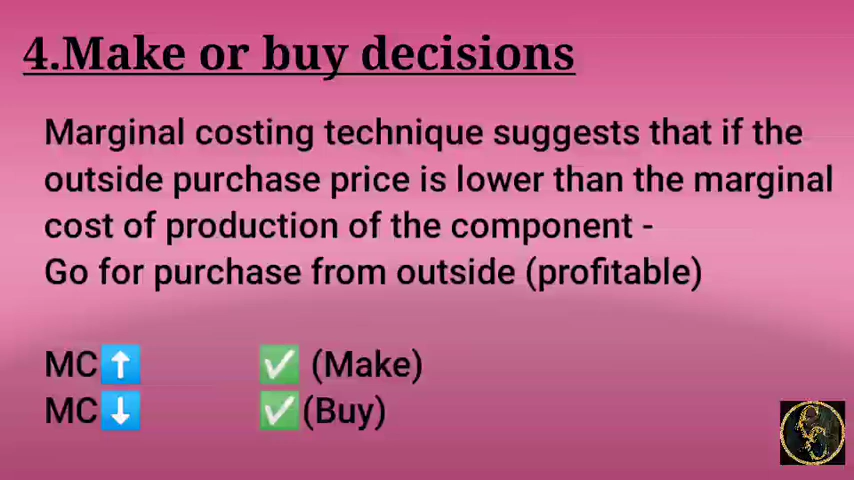 4.Make or buy decisions
Marginal costing technique suggests that if the
outside purchase price is lower than the marginal
cost of production of the component -
Go for purchase from outside (profitable)
MC⬆️ ✅ (Make)
MC⬇️ ✅(Buy)